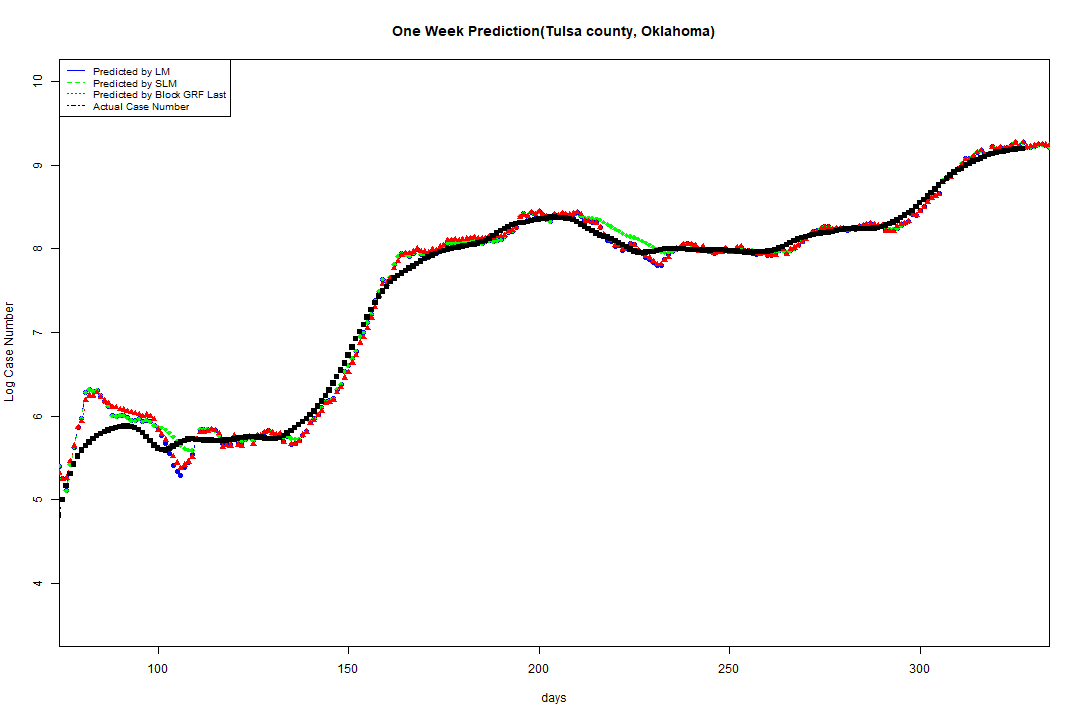 One Week Prediction(Tulsa county, Oklahoma)
Predicted by LM
Predicted by SLM
Predicted by Block GRF Last
Actual Case Number
10
9
8
7
6
5
4
Log Case Number
100 150 200 250 300
days